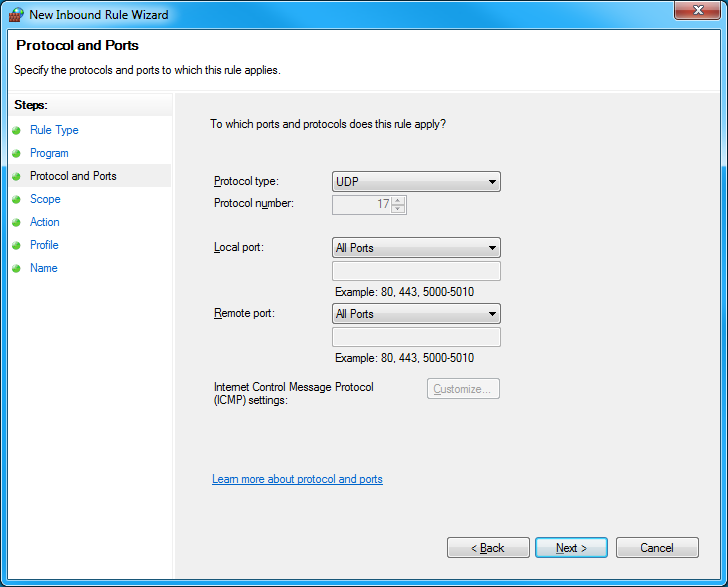 New Inbound Rule Wizard
Protocol and Ports
Specify the protocols and ports to which this rule applies.
Steps:
Rule Type
Program
Protocol and Ports
Scope
Action
Profile
Name
To which ports and protocols does this rule apply?
Protocol type:
UDP
Protocol number:
17
Local port:
All Ports
Example: 80, 443, 5000-5010
Remote port:
All Ports
Example: 80, 443, 5000-5010
Internet Control Message Protocol
(ICMP) settings:
Customize...
Learn more about protocol and ports
< Back
Next >
Cancel